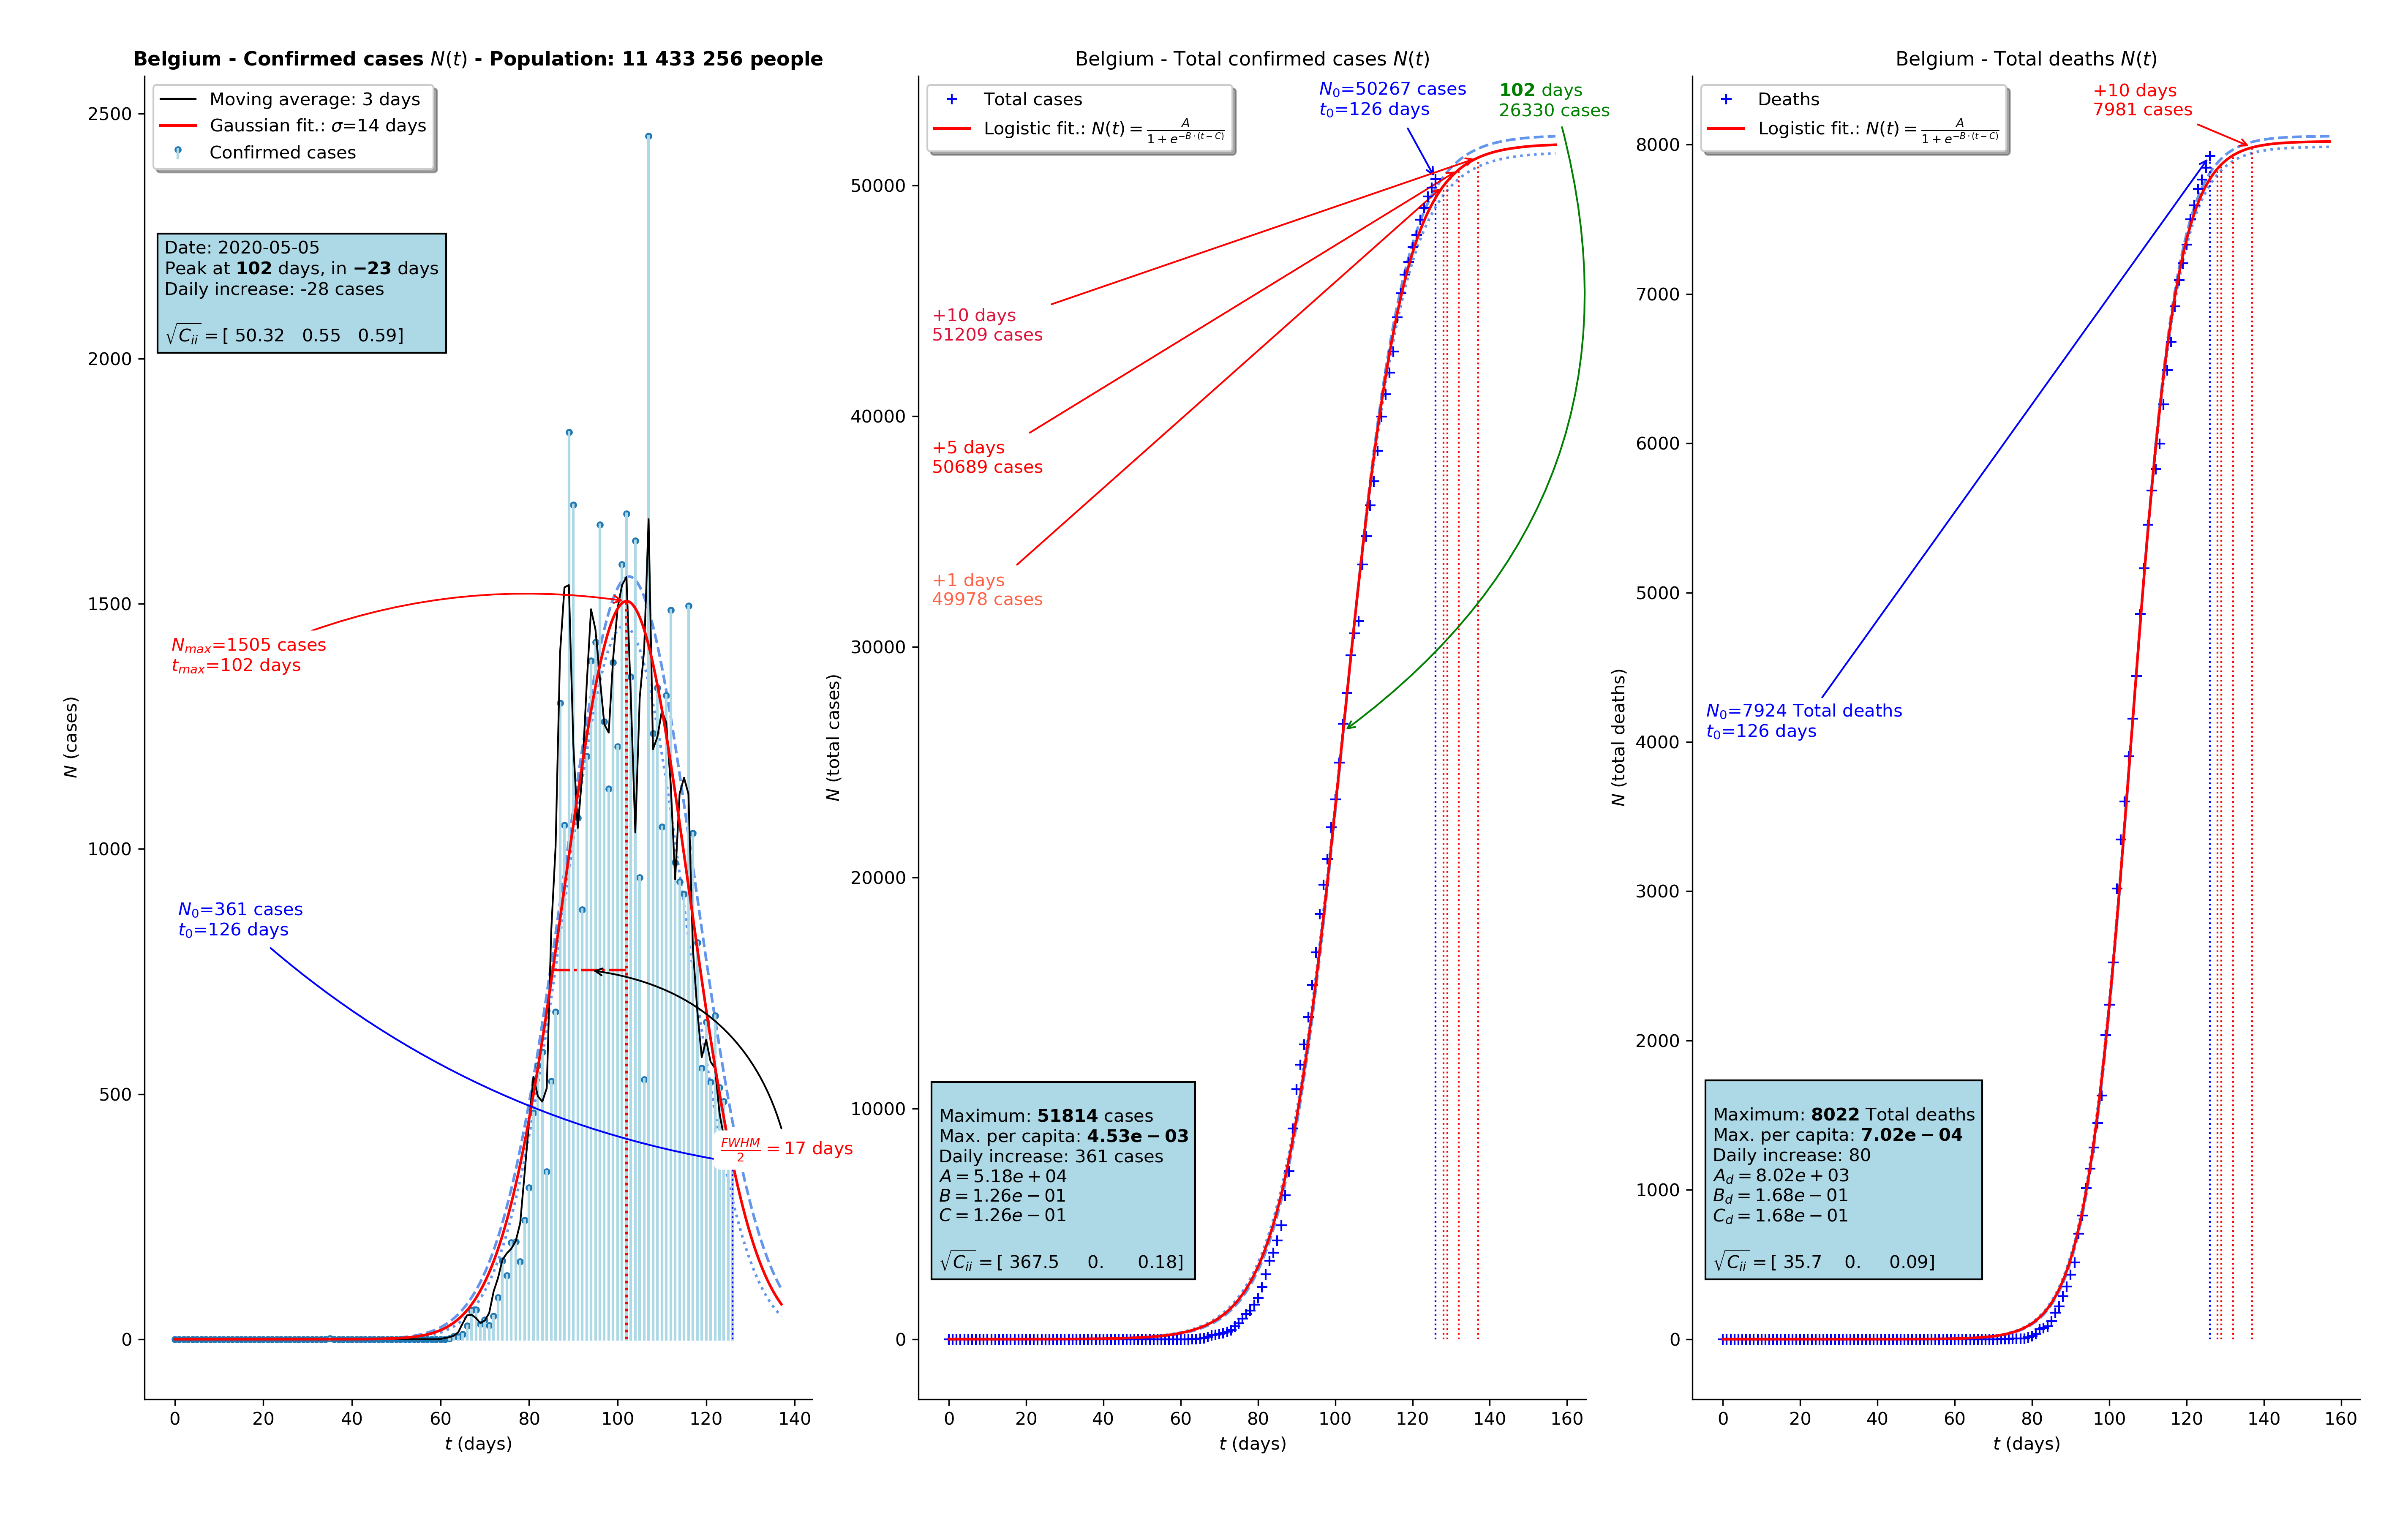 Belgium - Confirmed cases N(t) - Population: 11 433 256 people
Moving average: 3 days
Gaussian fit.: σ=14 days
Confirmed cases
Date: 2020-05-05
Peak at 102 days, in −23 days
Daily increase: -28 cases
√C_ii = [ 50.32 0.55 0.59]
N_max=1505 cases
t_max=102 days
N_0=361 cases
t_0=126 days
FWHM/2 = 17 days
N (cases)
2500
2000
1500
1000
500
0
0 20 40 60 80 100 120 140
t (days)
Belgium - Total confirmed cases N(t)
Total cases
Logistic fit.: N(t) = A/(1+e^{−B·(t−C)})
N_0=50267 cases
t_0=126 days
102 days
26330 cases
+10 days
51209 cases
+5 days
50689 cases
+1 days
49978 cases
Maximum: 51814 cases
Max. per capita: 4.53e − 03
Daily increase: 361 cases
A = 5.18e + 04
B = 1.26e − 01
C = 1.26e − 01
√C_ii = [ 367.5 0. 0.18]
N (total cases)
50000
40000
30000
20000
10000
0
0 20 40 60 80 100 120 140 160
t (days)
Belgium - Total deaths N(t)
Deaths
Logistic fit.: N(t) = A/(1+e^{−B·(t−C)})
+10 days
7981 cases
N_0=7924 Total deaths
t_0=126 days
Maximum: 8022 Total deaths
Max. per capita: 7.02e − 04
Daily increase: 80
A_d = 8.02e + 03
B_d = 1.68e − 01
C_d = 1.68e − 01
√C_ii = [ 35.7 0. 0.09]
N (total deaths)
8000
7000
6000
5000
4000
3000
2000
1000
0
0 20 40 60 80 100 120 140 160
t (days)